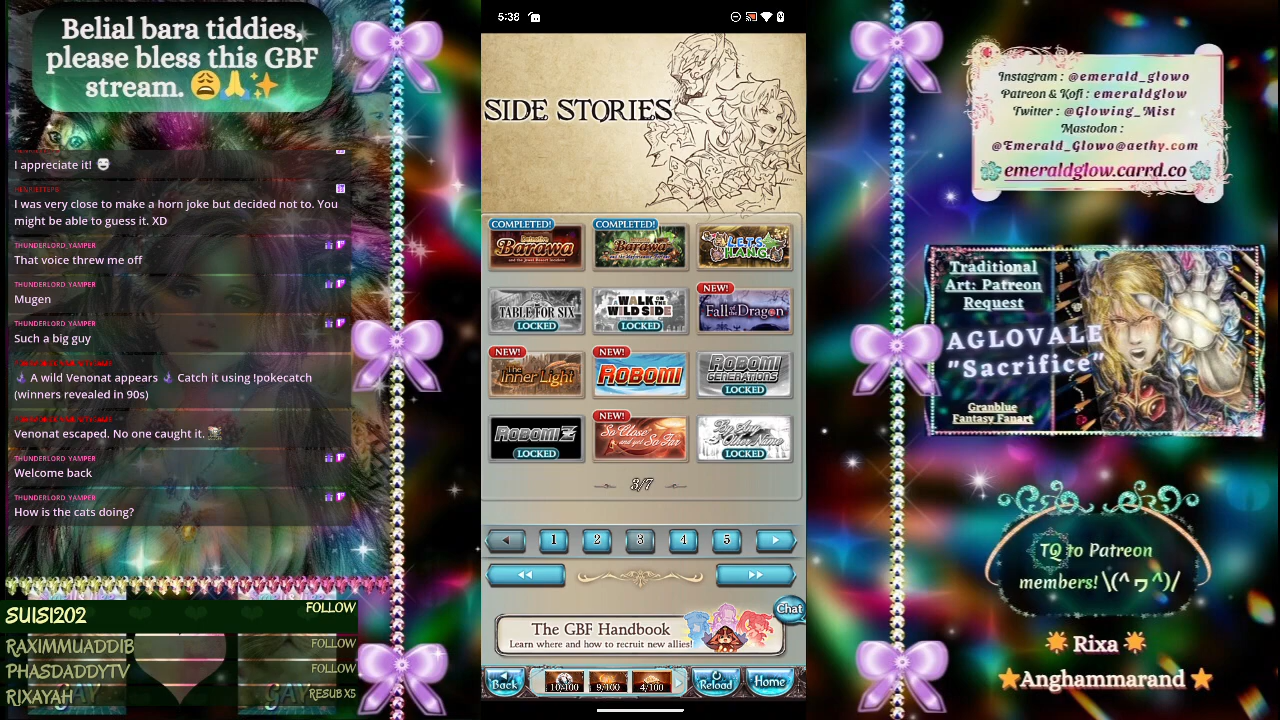 Belial bara tiddies,
please bless this GBF
stream. 😩🙏✨
I appreciate it!
I was very close to make a horn joke but decided not to. You
might be able to guess it. XD
THUNDERLORD_YAMPER
That voice threw me off
THUNDERLORD_YAMPER
Mugen
THUNDERLORD_YAMPER
Such a big guy
A wild Venonat appears
Catch it using !pokecatch
(winners revealed in 90s)
Venonat escaped. No one caught it.
THUNDERLORD_YAMPER
Welcome back
THUNDERLORD_YAMPER
How is the cats doing?
SUISI202 FOLLOW
RAXIMMUADDIB FOLLOW
PHASDADDYTV FOLLOW
RIXAYAH RESUB X5
5:38
SIDE STORIES
COMPLETED!
Barawa
COMPLETED!
Barawa
LET'S
HANG
TABLE FOR SIX
LOCKED
A WALK ON THE
WILD SIDE
LOCKED
NEW!
Fall of the Dragon
NEW!
The
Inner Light
NEW!
ROBOMI
ROBOMI
GENERATIONS
LOCKED
ROBOMI Z
LOCKED
NEW!
So Close
and yet So Far
By Any
Other Name
LOCKED
3/7
1 2 3 4 5
Chat
The GBF Handbook
Learn where and how to recruit new allies!
Back
10/100
9/100
4/100
Reload
Home
Instagram : @emerald_glowo
Patreon & Kofi : emeraldglow
Twitter : @Glowing_Mist
Mastodon :
@Emerald_Glowo@aethy.com
emeraldglow.carrd.co
Traditional
Art: Patreon
Request
AGLOVALE
"Sacrifice"
Granblue
Fantasy Fanart
TQ to Patreon
members! \(^ヮ^)/
Rixa
Anghammarand